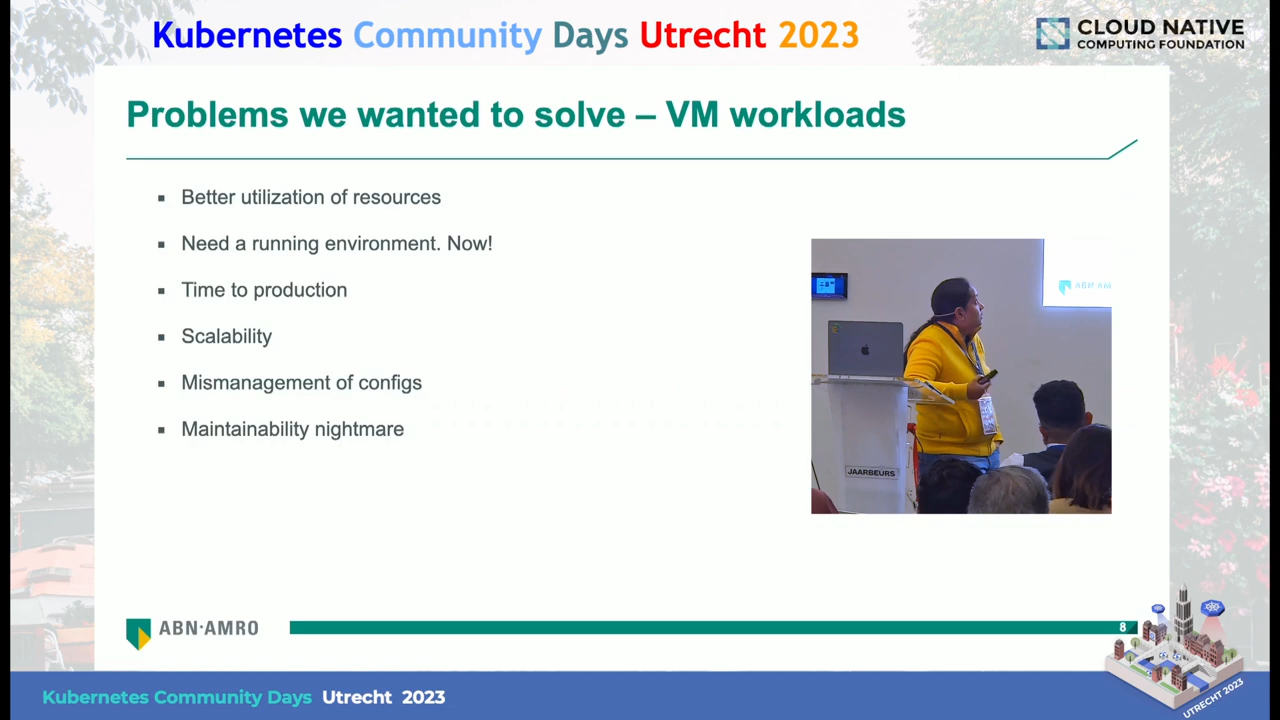 Kubernetes Community Days Utrecht 2023
CLOUD NATIVE
COMPUTING FOUNDATION
Problems we wanted to solve – VM workloads
Better utilization of resources
Need a running environment. Now!
Time to production
Scalability
Mismanagement of configs
Maintainability nightmare
ABN AM
JAARBEURS
ABN·AMRO
8
Kubernetes Community Days Utrecht 2023
UTRECHT 2023